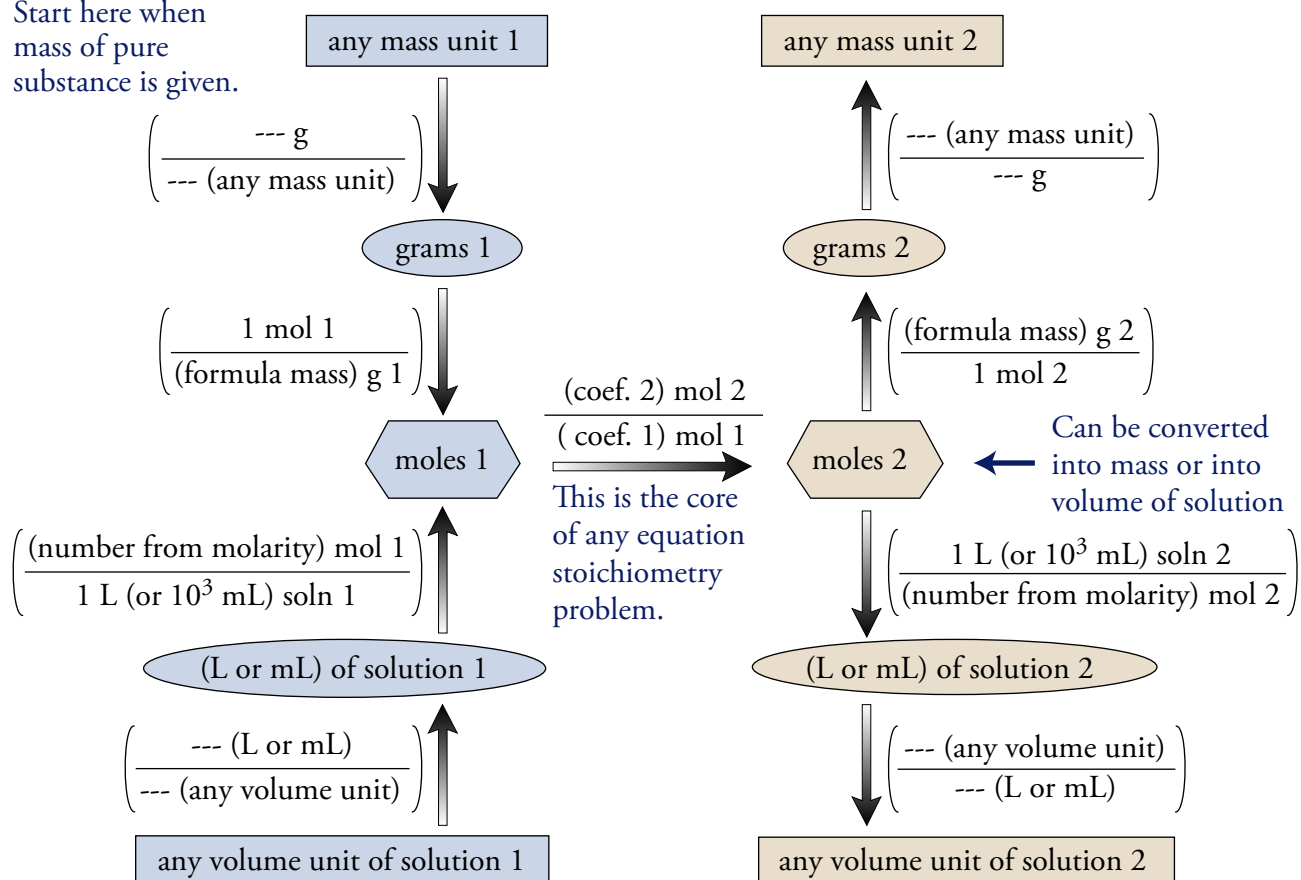 Start here when
mass of pure
substance is given.
any mass unit 1
any mass unit 2
--- g
--- (any mass unit)
--- (any mass unit)
--- g
grams 1
grams 2
1 mol 1
(formula mass) g 1
(formula mass) g 2
1 mol 2
(coef. 2) mol 2
( coef. 1) mol 1
moles 1
moles 2
Can be converted
into mass or into
volume of solution
This is the core
of any equation
stoichiometry
problem.
(number from molarity) mol 1
1 L (or 10³ mL) soln 1
1 L (or 10³ mL) soln 2
(number from molarity) mol 2
(L or mL) of solution 1
(L or mL) of solution 2
--- (L or mL)
--- (any volume unit)
--- (any volume unit)
--- (L or mL)
any volume unit of solution 1
any volume unit of solution 2